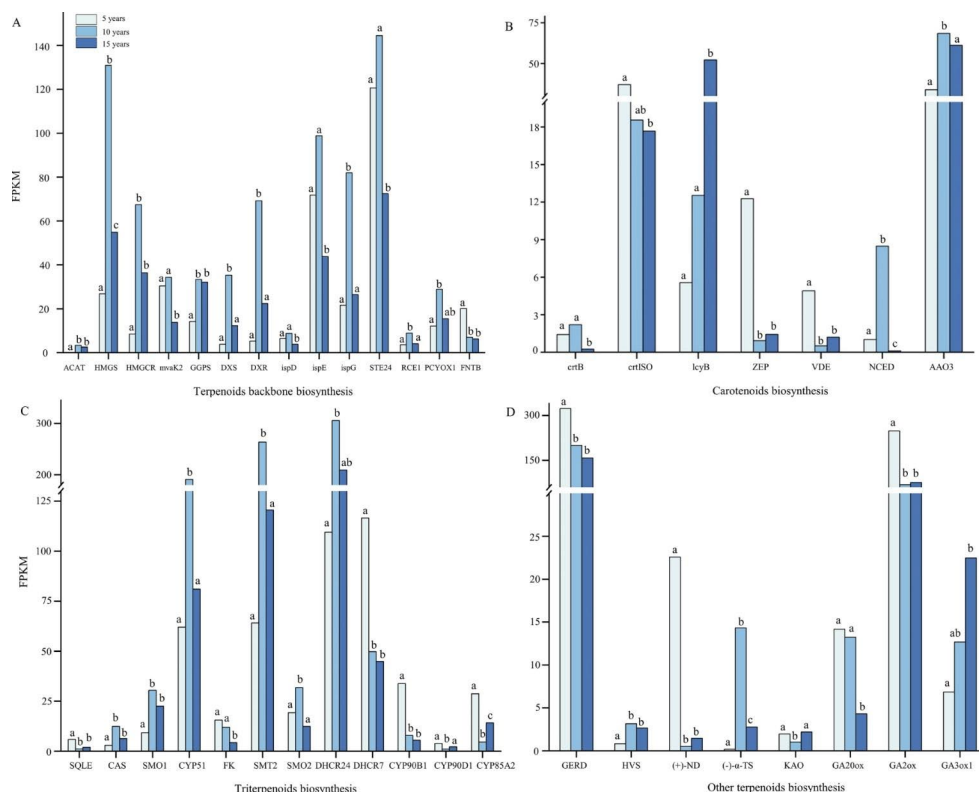 A
5 years
10 years
15 years
FPKM
140
120
100
80
60
40
20
0
a b b
a b c
a b b
a a b
a b b
a b a
a b a
a a b
a a b
a b a
a a b
a b a
a b ab
a b b
ACAT HMGS HMGCR mvaK2 GGPS DXS DXR ispD ispE ispG STE24 RCE1 PCYOX1 FNTB
Terpenoids backbone biosynthesis
B
75
50
18
15
12
9
6
3
0
a a b
a ab b
a b a
a b b
a b b
a b c
a b a
crtB crtISO lcyB ZEP VDE NCED AAO3
Carotenoids biosynthesis
C
FPKM
300
200
125
100
75
50
25
0
a b b
a b a
a b b
a b a
a a b
a b a
a b a
a b ab
a b b
a b b
a b b
a b c
SQLE CAS SMO1 CYP51 FK SMT2 SMO2 DHCR24 DHCR7 CYP90B1 CYP90D1 CYP85A2
Triterpenoids biosynthesis
D
300
150
25
20
15
10
5
0
a b b
a b b
a b b
a b c
a a a
a a b
a b b
a ab b
GERD HVS (+)-ND (-)-α-TS KAO GA20ox GA2ox GA3ox1
Other terpenoids biosynthesis